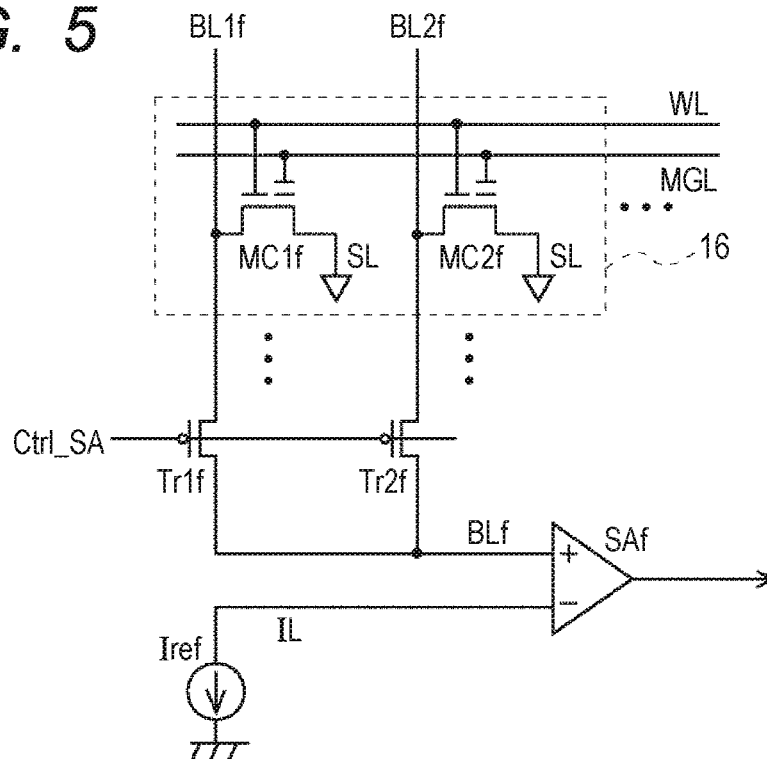 G. 5
BL1f BL2f
WL
MGL
MC1f SL MC2f SL
16
Ctrl_SA
Tr1f Tr2f
BLf SAf
+
−
IL
Iref